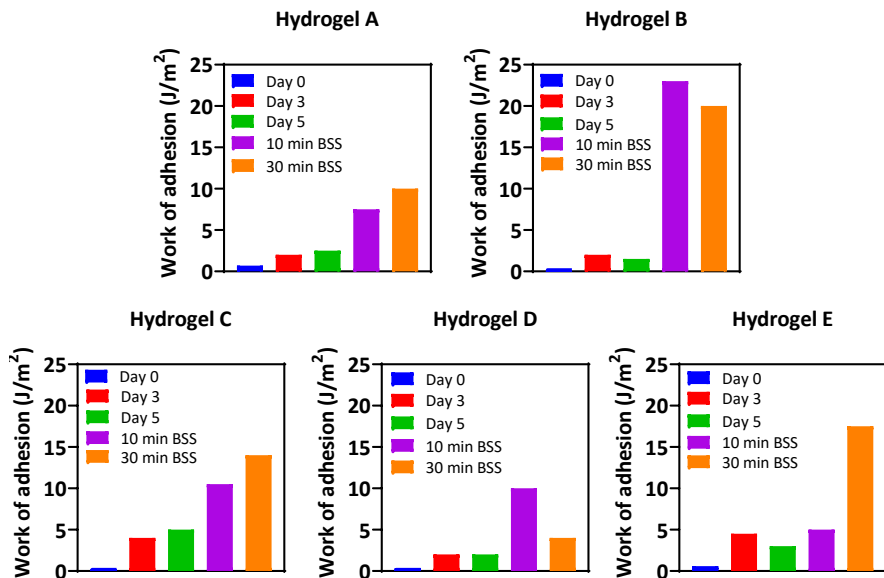 Hydrogel A
Work of adhesion (J/m²)
25
20
15
10
5
0
Day 0
Day 3
Day 5
10 min BSS
30 min BSS
Hydrogel B
Work of adhesion (J/m²)
25
20
15
10
5
0
Day 0
Day 3
Day 5
10 min BSS
30 min BSS
Hydrogel C
Work of adhesion (J/m²)
25
20
15
10
5
0
Day 0
Day 3
Day 5
10 min BSS
30 min BSS
Hydrogel D
Work of adhesion (J/m²)
25
20
15
10
5
0
Day 0
Day 3
Day 5
10 min BSS
30 min BSS
Hydrogel E
Work of adhesion (J/m²)
25
20
15
10
5
0
Day 0
Day 3
Day 5
10 min BSS
30 min BSS